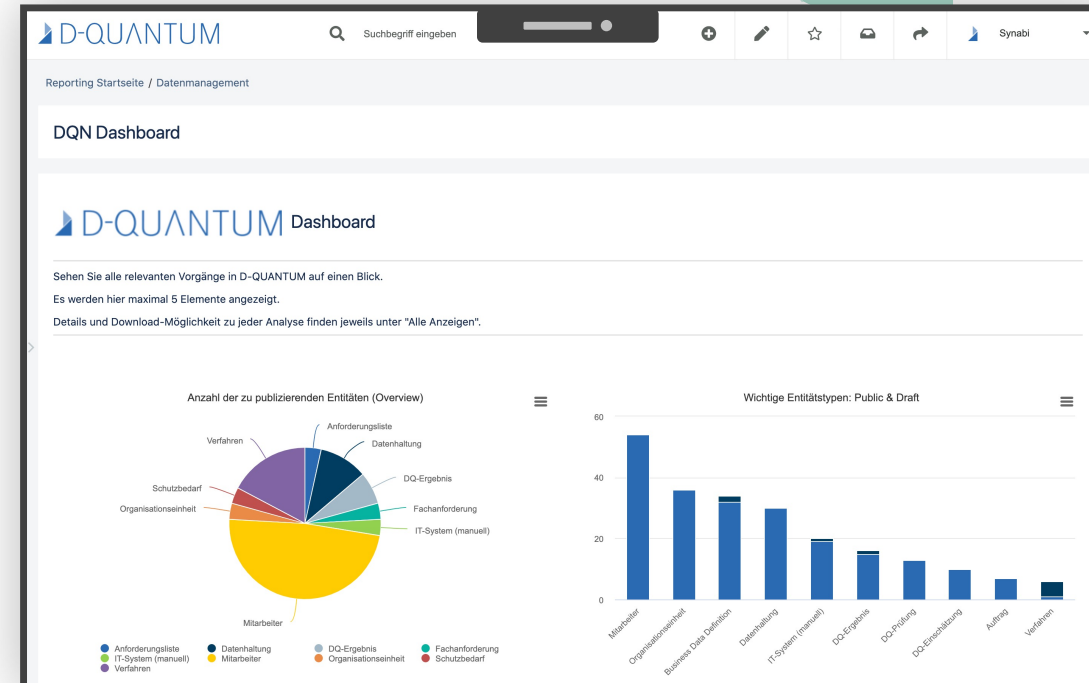 D-QUANTUM
Suchbegriff eingeben
Synabi
Reporting Startseite / Datenmanagement
DQN Dashboard
D-QUANTUM Dashboard
Sehen Sie alle relevanten Vorgänge in D-QUANTUM auf einen Blick.
Es werden hier maximal 5 Elemente angezeigt.
Details und Download-Möglichkeit zu jeder Analyse finden jeweils unter "Alle Anzeigen".
Anzahl der zu publizierenden Entitäten (Overview)
Anforderungsliste
Verfahren
Datenhaltung
DQ-Ergebnis
Schutzbedarf
Organisationseinheit
Fachanforderung
IT-System (manuell)
Mitarbeiter
Anforderungsliste Datenhaltung DQ-Ergebnis Fachanforderung
IT-System (manuell) Mitarbeiter Organisationseinheit Schutzbedarf
Verfahren
Wichtige Entitätstypen: Public & Draft
60
40
20
0
Mitarbeiter
Organisationseinheit
Business Data Definition
Datenhaltung
IT-System (manuell)
DQ-Ergebnis
DQ-Prüfung
DQ-Einschätzung
Auftrag
Verfahren